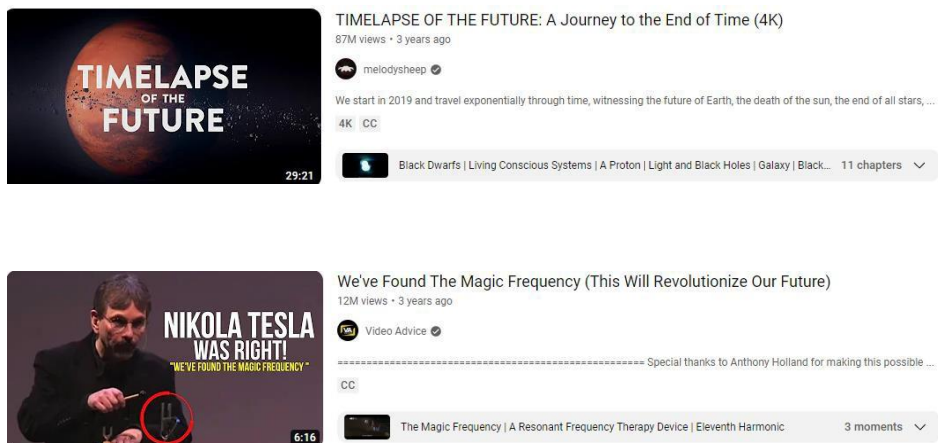 TIMELAPSE
OF THE
FUTURE
29:21
TIMELAPSE OF THE FUTURE: A Journey to the End of Time (4K)
87M views • 3 years ago
melodysheep
We start in 2019 and travel exponentially through time, witnessing the future of Earth, the death of the sun, the end of all stars, ...
4K CC
Black Dwarfs | Living Conscious Systems | A Proton | Light and Black Holes | Galaxy | Black... 11 chapters
NIKOLA TESLA
WAS RIGHT!
"WE'VE FOUND THE MAGIC FREQUENCY "
6:16
We've Found The Magic Frequency (This Will Revolutionize Our Future)
12M views • 3 years ago
VA
Video Advice
==================================================== Special thanks to Anthony Holland for making this possible ...
CC
The Magic Frequency | A Resonant Frequency Therapy Device | Eleventh Harmonic 3 moments